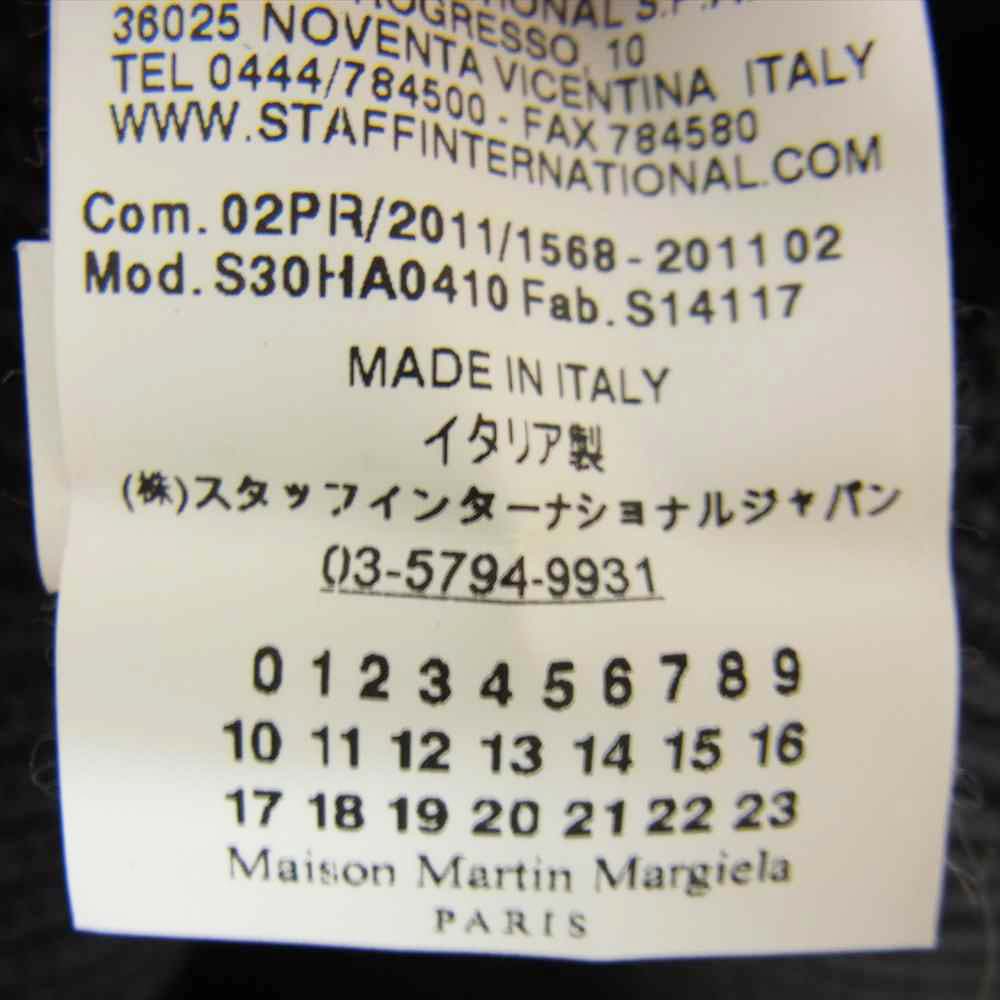 S.P.A.
PROGRESSO, 10
36025 NOVENTA VICENTINA ITALY
TEL 0444/784500 - FAX 784580
WWW.STAFFINTERNATIONAL.COM
Com. 02PR/2011/1568 - 2011 02
Mod. S30HA0410 Fab. S14117
MADE IN ITALY
イタリア製
(株)スタッフインターナショナルジャパン
03-5794-9931
0 1 2 3 4 5 6 7 8 9
10 11 12 13 14 15 16
17 18 19 20 21 22 23
Maison Martin Margiela
PARIS